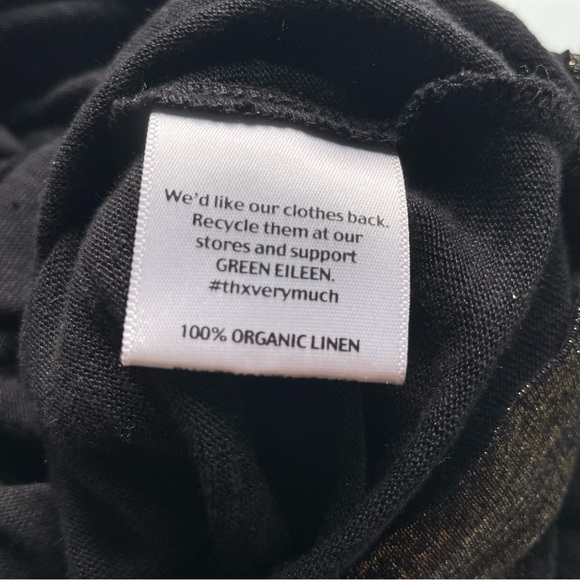 We'd like our clothes back.
Recycle them at our
stores and support
GREEN EILEEN.
#thxverymuch
100% ORGANIC LINEN